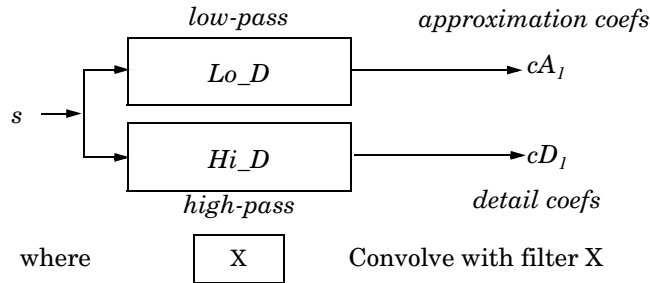 low-pass
approximation coefs
Lo_D
cA1
s
Hi_D
cD1
high-pass
detail coefs
where X Convolve with filter X